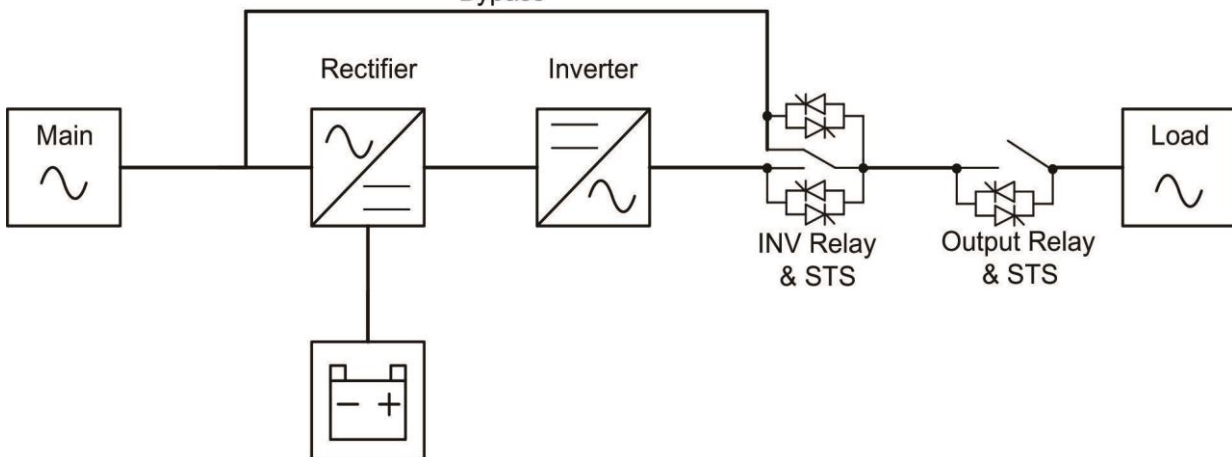 Bypass
Rectifier
Inverter
Main
Load
INV Relay
& STS
Output Relay
& STS